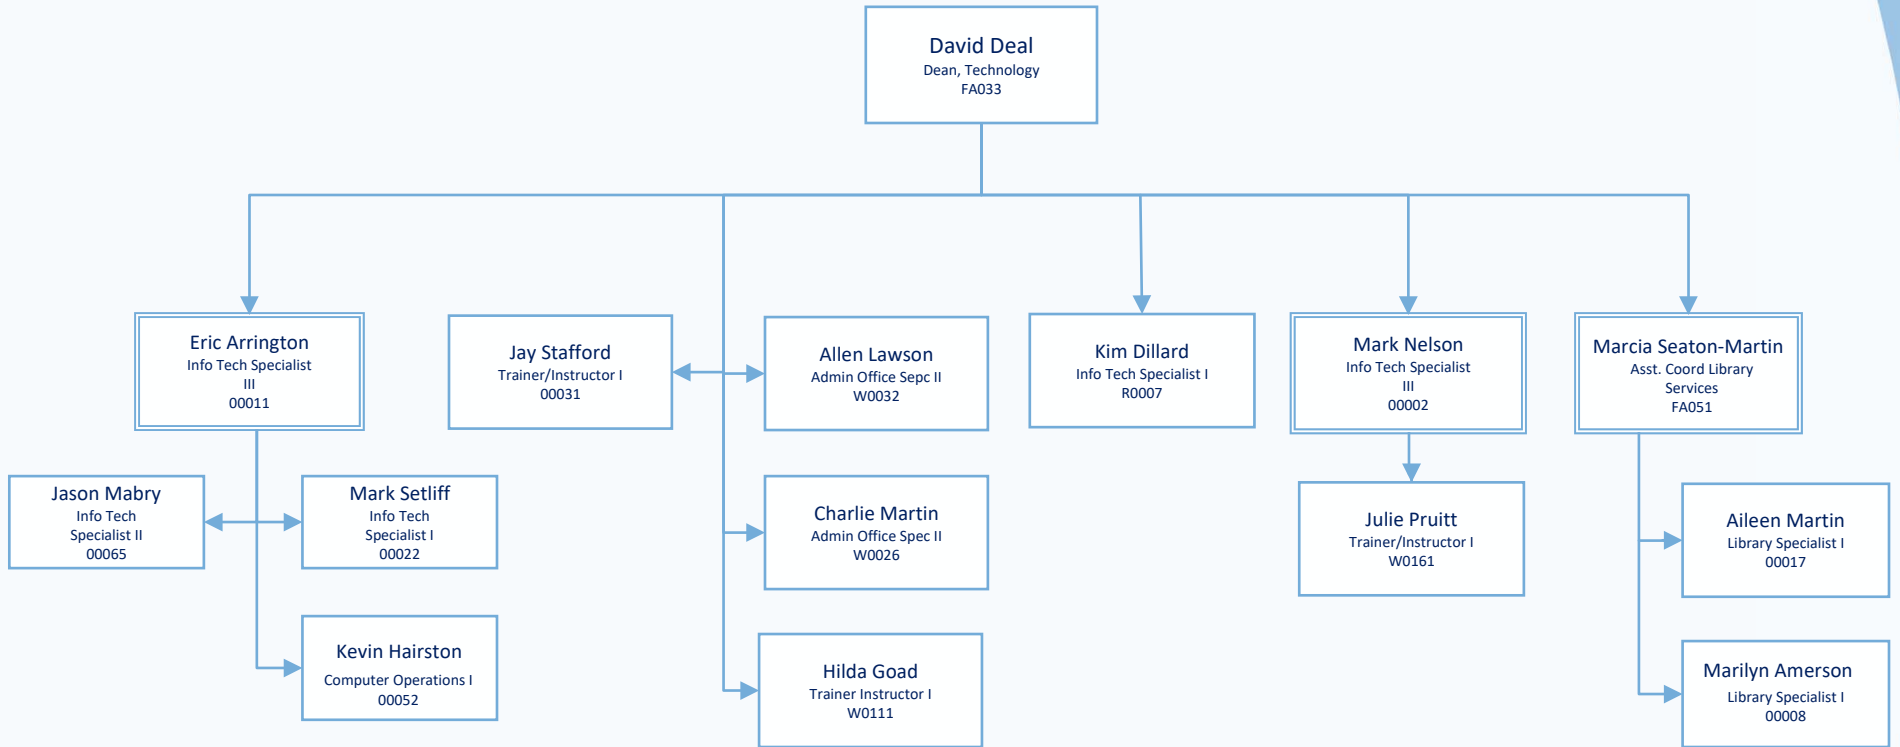 David Deal
Dean, Technology
FA033
Eric Arrington
Info Tech Specialist
III
00011
Jay Stafford
Trainer/Instructor I
00031
Allen Lawson
Admin Office Sepc II
W0032
Kim Dillard
Info Tech Specialist I
R0007
Mark Nelson
Info Tech Specialist
III
00002
Marcia Seaton-Martin
Asst. Coord Library
Services
FA051
Jason Mabry
Info Tech
Specialist II
00065
Mark Setliff
Info Tech
Specialist I
00022
Charlie Martin
Admin Office Spec II
W0026
Julie Pruitt
Trainer/Instructor I
W0161
Aileen Martin
Library Specialist I
00017
Kevin Hairston
Computer Operations I
00052
Hilda Goad
Trainer Instructor I
W0111
Marilyn Amerson
Library Specialist I
00008